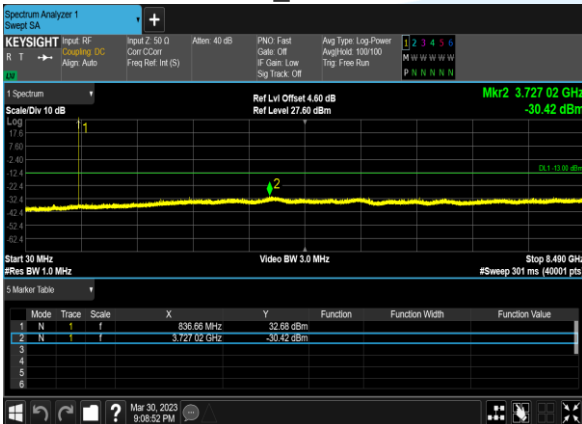 Spectrum Analyzer 1
Swept SA
KEYSIGHT Input: RF Input Z: 50 Ω Atten: 40 dB PNO: Fast Avg Type: Log-Power 1 2 3 4 5 6
R T Coupling: DC Corr CCorr Gate: Off Avg|Hold: 100/100 M W W W W W
Align: Auto Freq Ref: Int (S) IF Gain: Low Trig: Free Run
LXI Sig Track: Off P N N N N N
1 Spectrum Ref Lvl Offset 4.60 dB Mkr2 3.727 02 GHz
Scale/Div 10 dB Ref Level 27.60 dBm -30.42 dBm
Log
1
17.6
7.60
-2.40
DL1 -13.00 dBm
-12.4
2
-22.4
-32.4
-42.4
-52.4
-62.4
Start 30 MHz Video BW 3.0 MHz Stop 8.490 GHz
#Res BW 1.0 MHz #Sweep 301 ms (40001 pts
5 Marker Table
Mode Trace Scale X Y Function Function Width Function Value
1 N 1 f 836.66 MHz 32.68 dBm
2 N 1 f 3.727 02 GHz -30.42 dBm
3
4
5
6
? Mar 30, 2023
9:08:52 PM